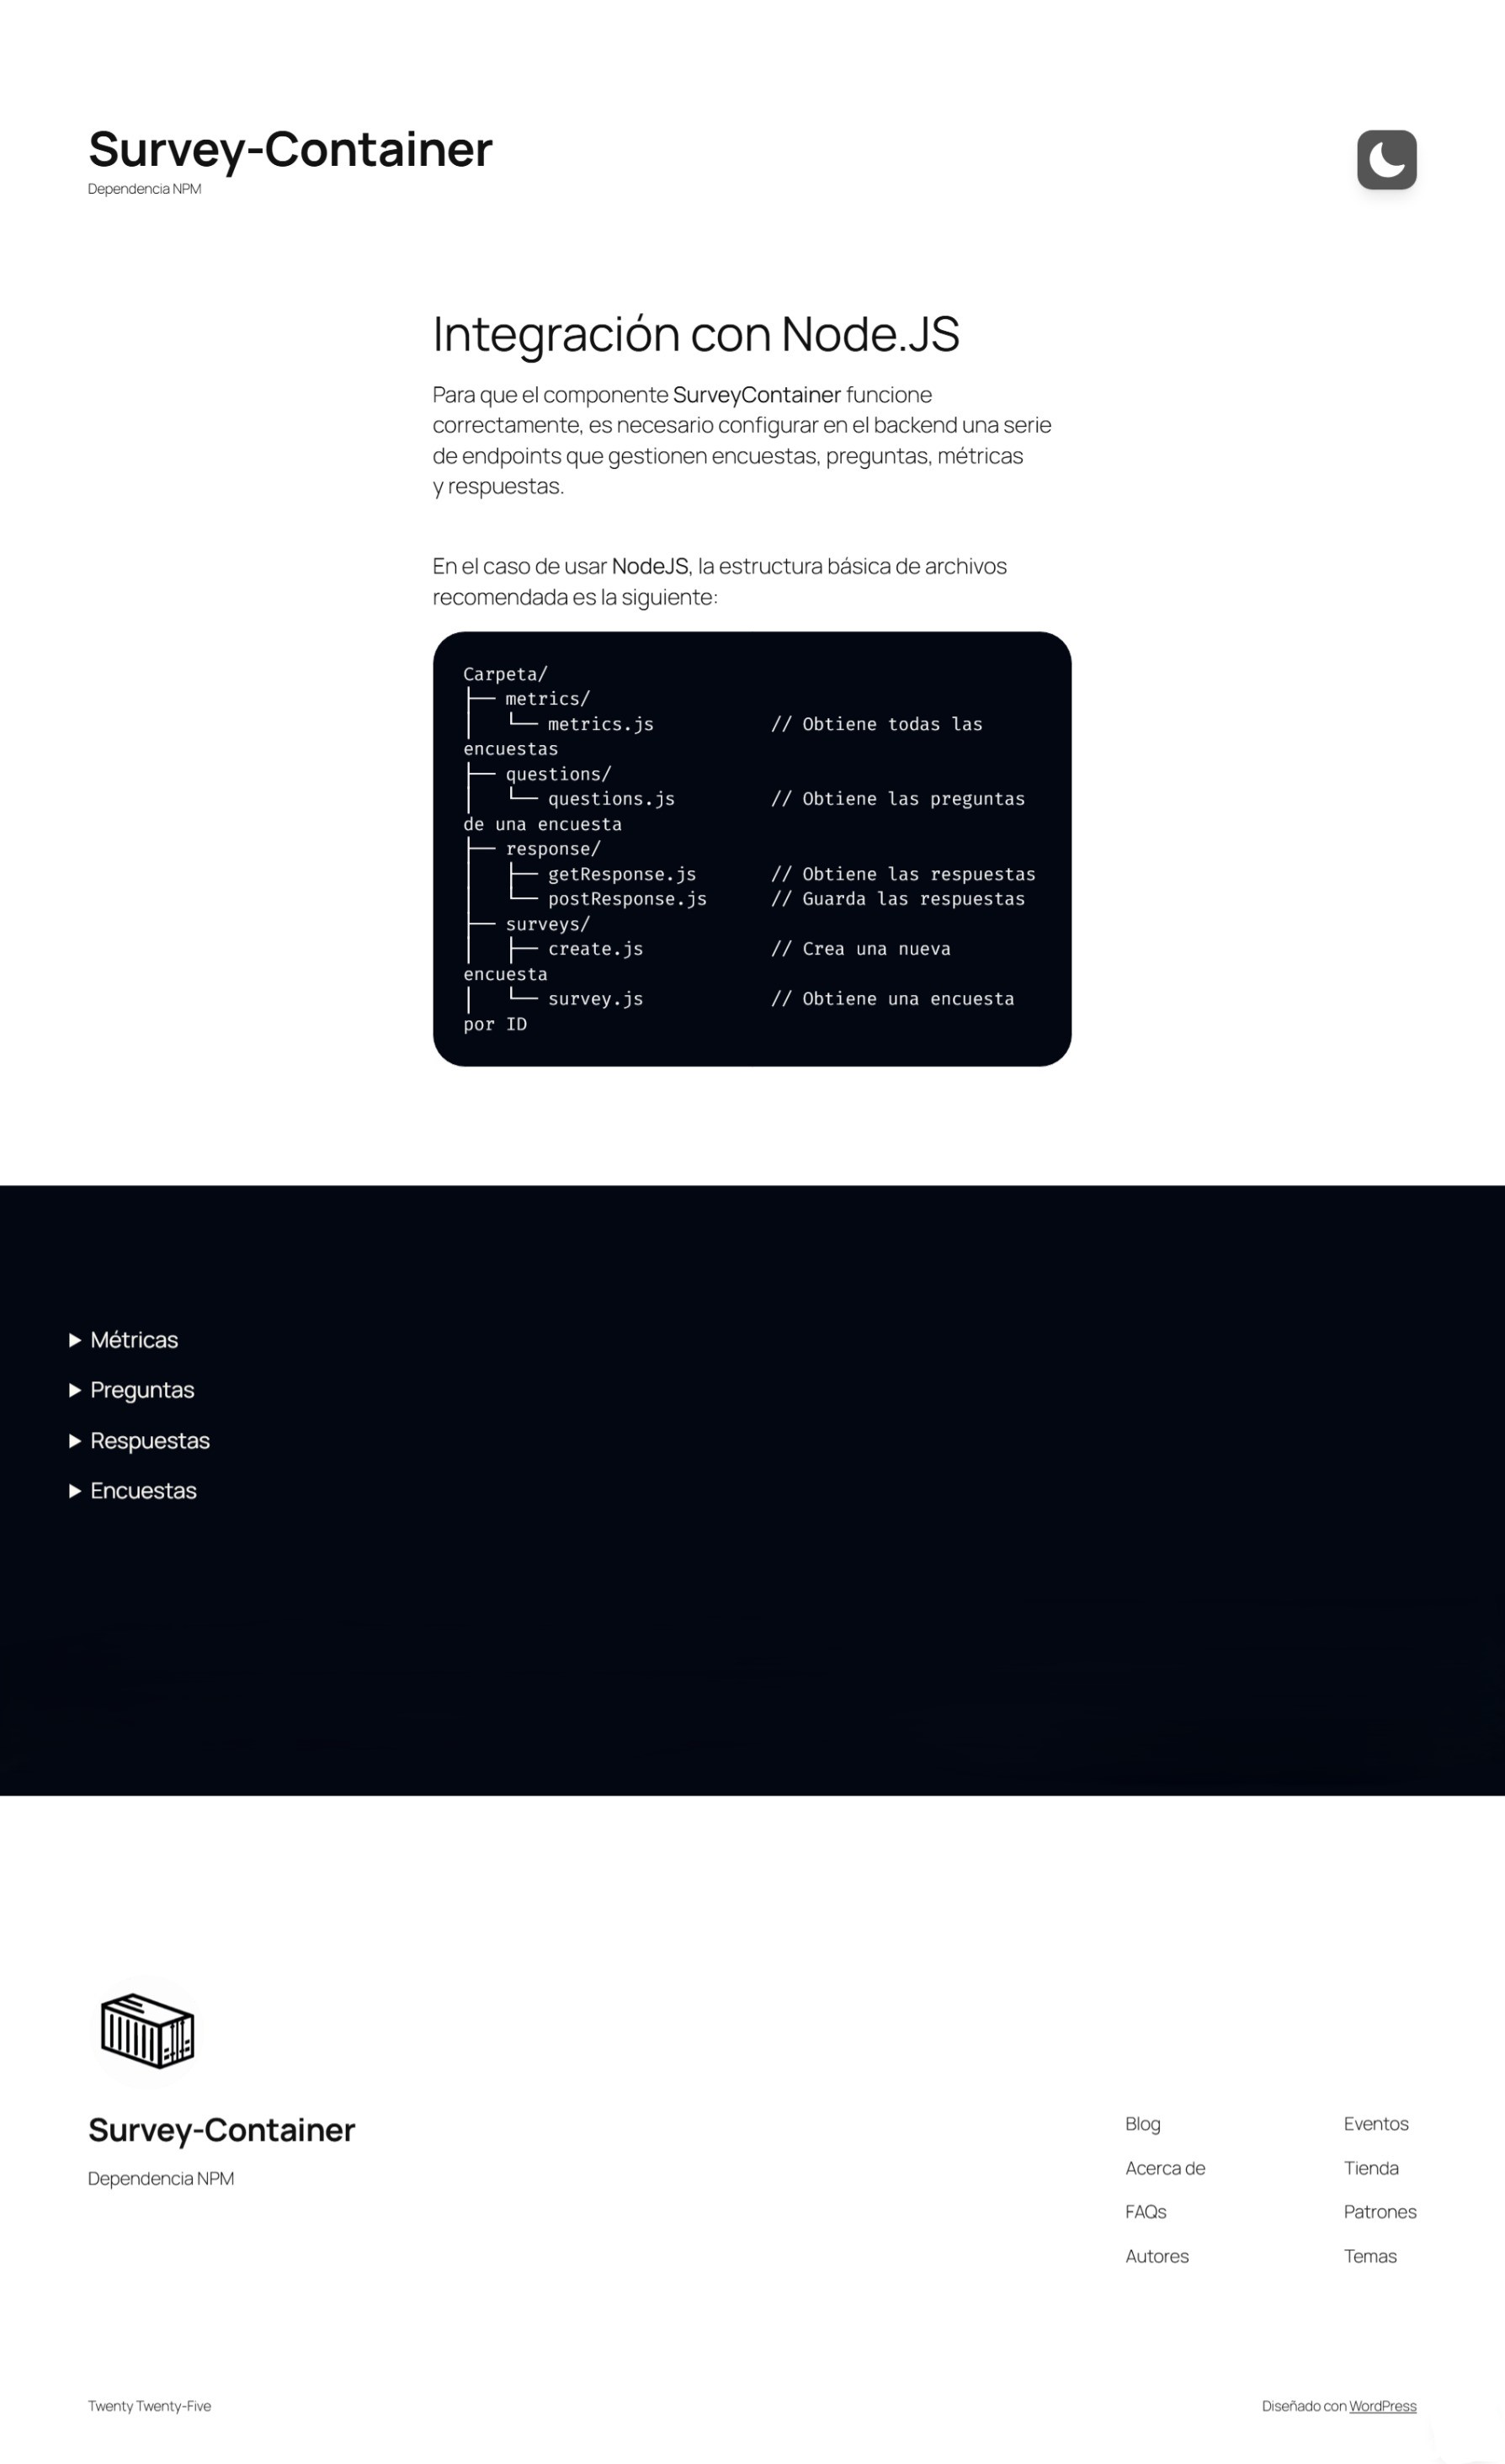 Survey-Container
Dependencia NPM
Integración con Node.JS
Para que el componente SurveyContainer funcione
correctamente, es necesario configurar en el backend una serie
de endpoints que gestionen encuestas, preguntas, métricas
y respuestas.
En el caso de usar NodeJS, la estructura básica de archivos
recomendada es la siguiente:
Carpeta/
├── metrics/
│   └── metrics.js           // Obtiene todas las
encuestas
├── questions/
│   └── questions.js         // Obtiene las preguntas
de una encuesta
├── response/
│   ├── getResponse.js       // Obtiene las respuestas
│   └── postResponse.js      // Guarda las respuestas
├── surveys/
│   ├── create.js            // Crea una nueva
encuesta
│   └── survey.js            // Obtiene una encuesta
por ID
▶ Métricas
▶ Preguntas
▶ Respuestas
▶ Encuestas
Survey-Container
Dependencia NPM
Blog
Acerca de
FAQs
Autores
Eventos
Tienda
Patrones
Temas
Twenty Twenty-Five
Diseñado con WordPress